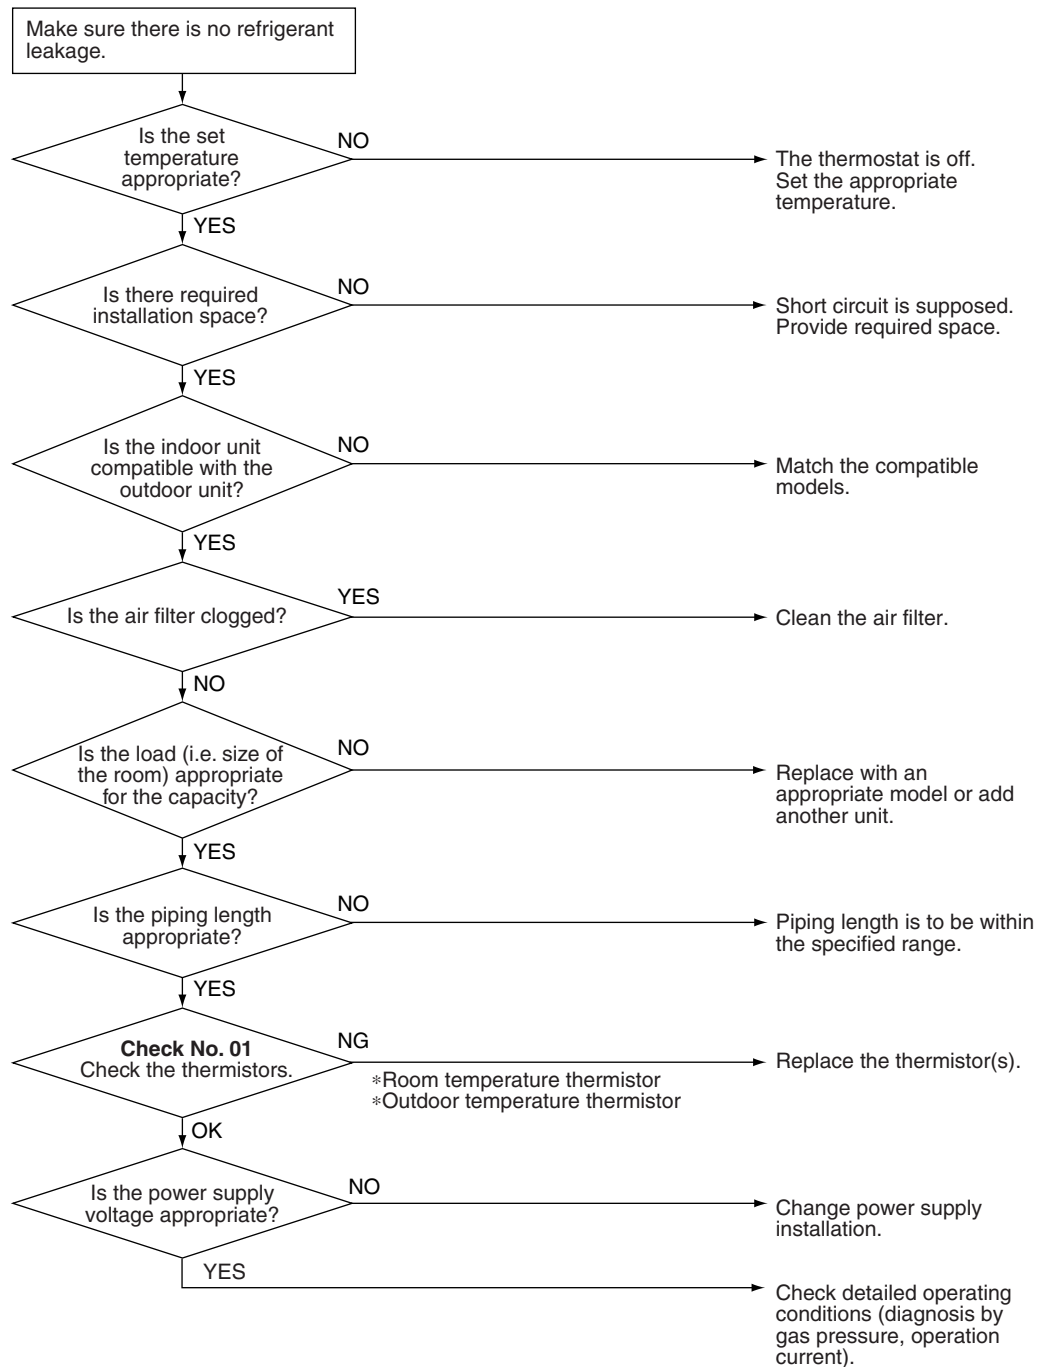 Make sure there is no refrigerant
leakage.
Is the set
temperature
appropriate?
NO
The thermostat is off.
Set the appropriate
temperature.
YES
Is there required
installation space?
NO
Short circuit is supposed.
Provide required space.
YES
Is the indoor unit
compatible with the
outdoor unit?
NO
Match the compatible
models.
YES
Is the air filter clogged?
YES
Clean the air filter.
NO
Is the load (i.e. size of
the room) appropriate
for the capacity?
NO
Replace with an
appropriate model or add
another unit.
YES
Is the piping length
appropriate?
NO
Piping length is to be within
the specified range.
YES
Check No. 01
Check the thermistors.
NG
*Room temperature thermistor
*Outdoor temperature thermistor
Replace the thermistor(s).
OK
Is the power supply
voltage appropriate?
NO
Change power supply
installation.
YES
Check detailed operating
conditions (diagnosis by
gas pressure, operation
current).